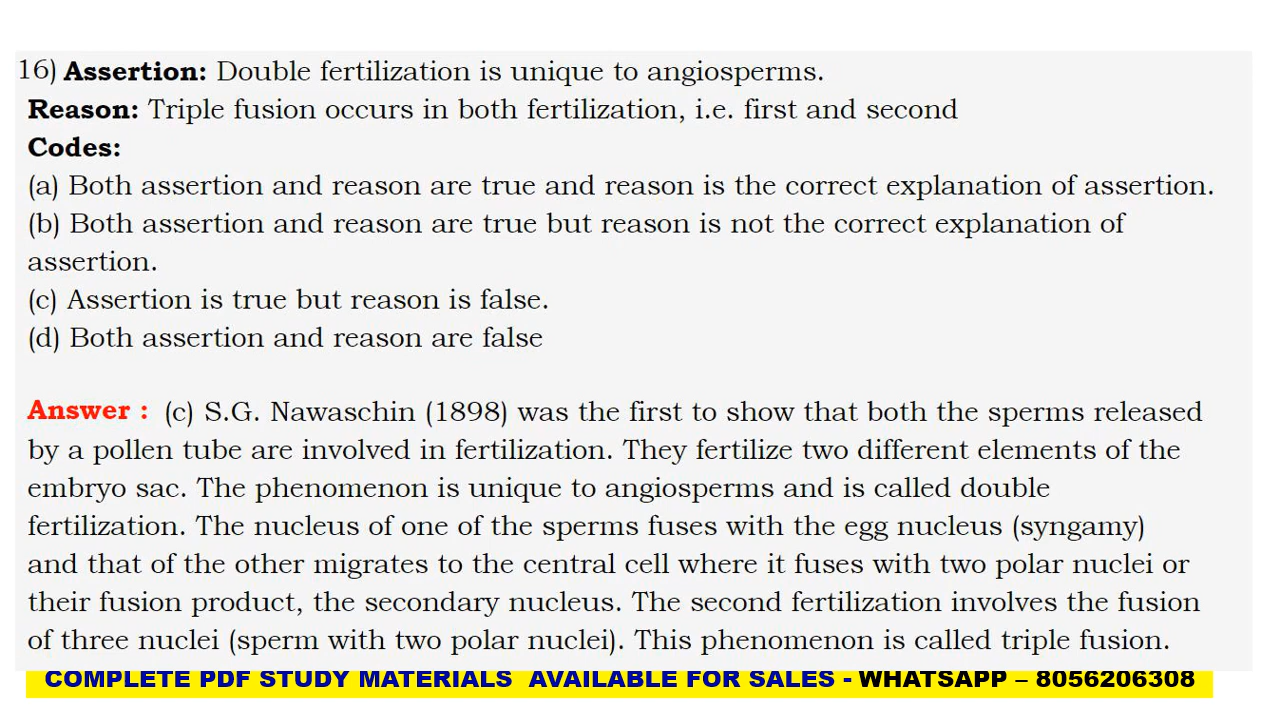 16) Assertion: Double fertilization is unique to angiosperms.
Reason: Triple fusion occurs in both fertilization, i.e. first and second
Codes:
(a) Both assertion and reason are true and reason is the correct explanation of assertion.
(b) Both assertion and reason are true but reason is not the correct explanation of
assertion.
(c) Assertion is true but reason is false.
(d) Both assertion and reason are false
Answer : (c) S.G. Nawaschin (1898) was the first to show that both the sperms released
by a pollen tube are involved in fertilization. They fertilize two different elements of the
embryo sac. The phenomenon is unique to angiosperms and is called double
fertilization. The nucleus of one of the sperms fuses with the egg nucleus (syngamy)
and that of the other migrates to the central cell where it fuses with two polar nuclei or
their fusion product, the secondary nucleus. The second fertilization involves the fusion
of three nuclei (sperm with two polar nuclei). This phenomenon is called triple fusion.
COMPLETE PDF STUDY MATERIALS AVAILABLE FOR SALES - WHATSAPP – 8056206308